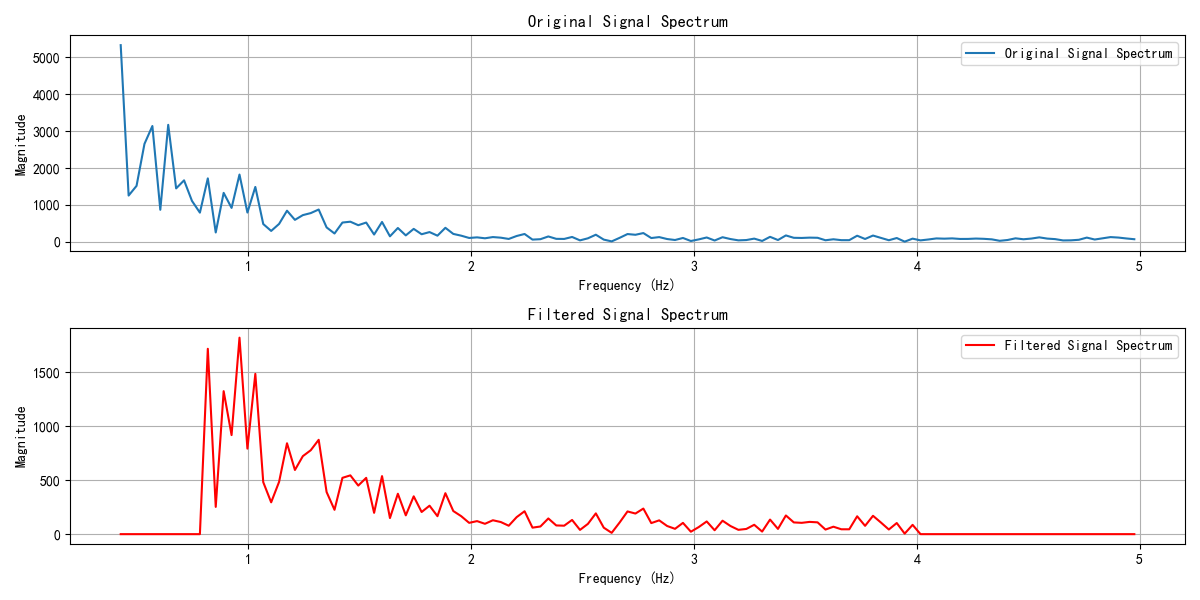 Original Signal Spectrum
Original Signal Spectrum
5000
4000
3000
2000
1000
0
Magnitude
1 2 3 4 5
Frequency (Hz)
Filtered Signal Spectrum
Filtered Signal Spectrum
1500
1000
500
0
Magnitude
1 2 3 4 5
Frequency (Hz)